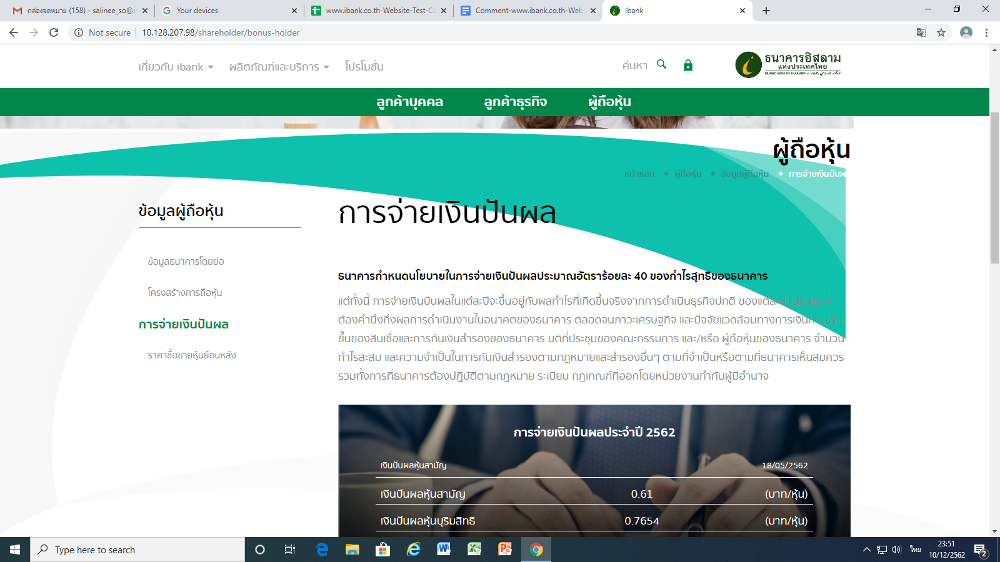 กล่องจดหมาย (158) - salinee_so@i
Your devices
www.ibank.co.th-Website-Test-Ca
Comment-www.ibank.co.th-Webs
Ibank
Not secure
10.128.207.98/shareholder/bonus-holder
เกี่ยวกับ ibank
ผลิตภัณฑ์และบริการ
โปรโมชั่น
ค้นหา
ธนาคารอิสลาม
แห่งประเทศไทย
ISLAMIC BANK OF THAILAND
ลูกค้าบุคคล
ลูกค้าธุรกิจ
ผู้ถือหุ้น
ผู้ถือหุ้น
หน้าหลัก
ผู้ถือหุ้น
ข้อมูลผู้ถือหุ้น
การจ่ายเงินปันผ
ข้อมูลผู้ถือหุ้น
ข้อมูลธนาคารโดยย่อ
โครงสร้างการถือหุ้น
การจ่ายเงินปันผล
ราคาซื้อขายหุ้นย้อนหลัง
การจ่ายเงินปันผล
ธนาคารกำหนดนโยบายในการจ่ายเงินปันผลประมาณอัตราร้อยละ 40 ของกำไรสุทธิของธนาคาร
แต่ทั้งนี้ การจ่ายเงินปันผลในแต่ละปีจะขึ้นอยู่กับผลกำไรที่เกิดขึ้นจริงจากการดำเนินธุรกิจปกติ ของแต่ละปีนั้นๆ และจะ
ต้องคำนึงถึงผลการดำเนินงานในอนาคตของธนาคาร ตลอดจนภาวะเศรษฐกิจ และปัจจัยแวดล้อมทางการเงินการเพิ่ม
ขึ้นของสินเชื่อและการกันเงินสำรองของธนาคาร มติที่ประชุมของคณะกรรมการ และ/หรือ ผู้ถือหุ้นของธนาคาร จำนวน
กำไรสะสม และความจำเป็นในการกันเงินสำรองตามกฎหมายและสำรองอื่นๆ ตามที่จำเป็นหรือตามที่ธนาคารเห็นสมควร
รวมทั้งการที่ธนาคารต้องปฏิบัติตามกฎหมาย ระเบียบ กฎเกณฑ์ที่ออกโดยหน่วยงานกำกับผู้มีอำนาจ
การจ่ายเงินปันผลประจำปี 2562
เงินปันผลหุ้นสามัญ 18/05/2562
เงินปันผลหุ้นสามัญ 0.61 (บาท/หุ้น)
เงินปันผลหุ้นบุริมสิทธิ 0.7654 (บาท/หุ้น)
Type here to search
ไทย
23:51
10/12/2562
2